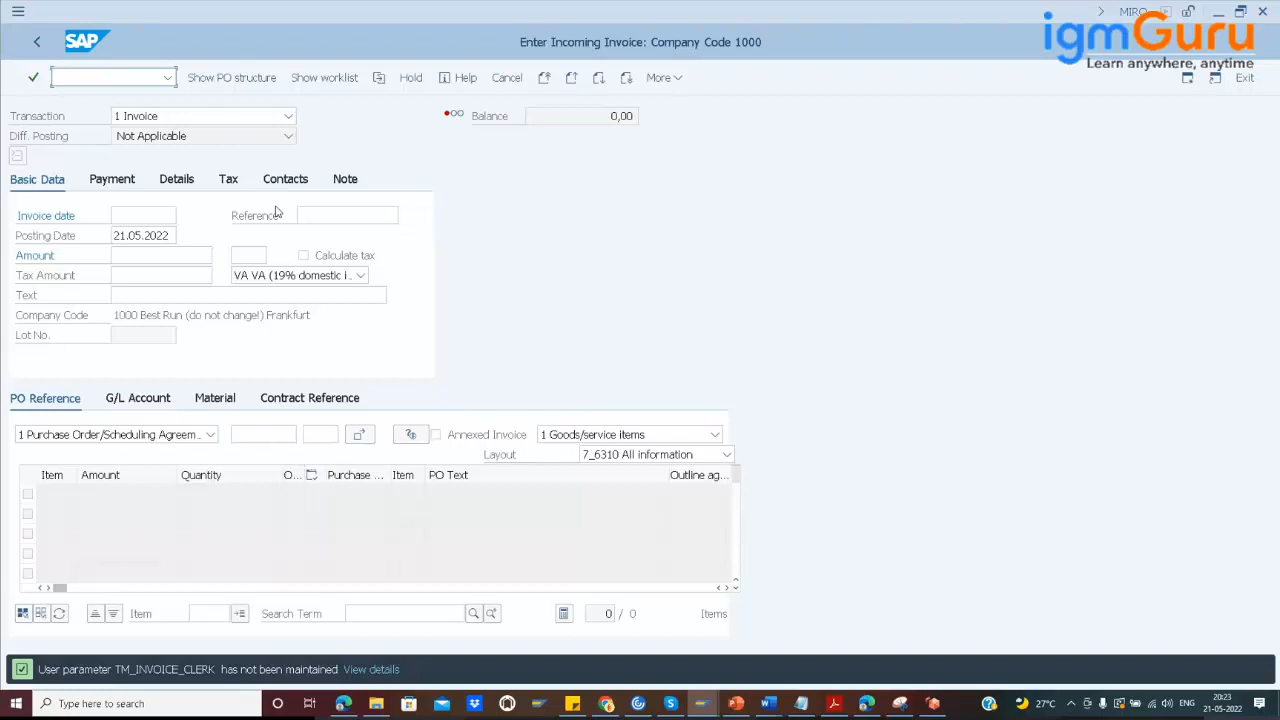 MIRO
igmGuru
Learn anywhere, anytime
SAP
Enter Incoming Invoice: Company Code 1000
Show PO structure Show worklist Hold Help Cancel More Exit
Transaction 1 Invoice Balance 0,00
Diff. Posting Not Applicable
Basic Data Payment Details Tax Contacts Note
Invoice date Reference
Posting Date 21.05.2022
Amount Calculate tax
Tax Amount VA VA (19% domestic i...
Text
Company Code 1000 Best Run (do not change!) Frankfurt
Lot No.
PO Reference G/L Account Material Contract Reference
1 Purchase Order/Scheduling Agreem... Annexed Invoice 1 Goods/service items
Layout 7_6310 All information
Item Amount Quantity O... Purchase ... Item PO Text Outline ag...
Item Search Term 0 / 0 Items
User parameter TM_INVOICE_CLERK has not been maintained View details
Type here to search 27°C ENG 20:23
21-05-2022